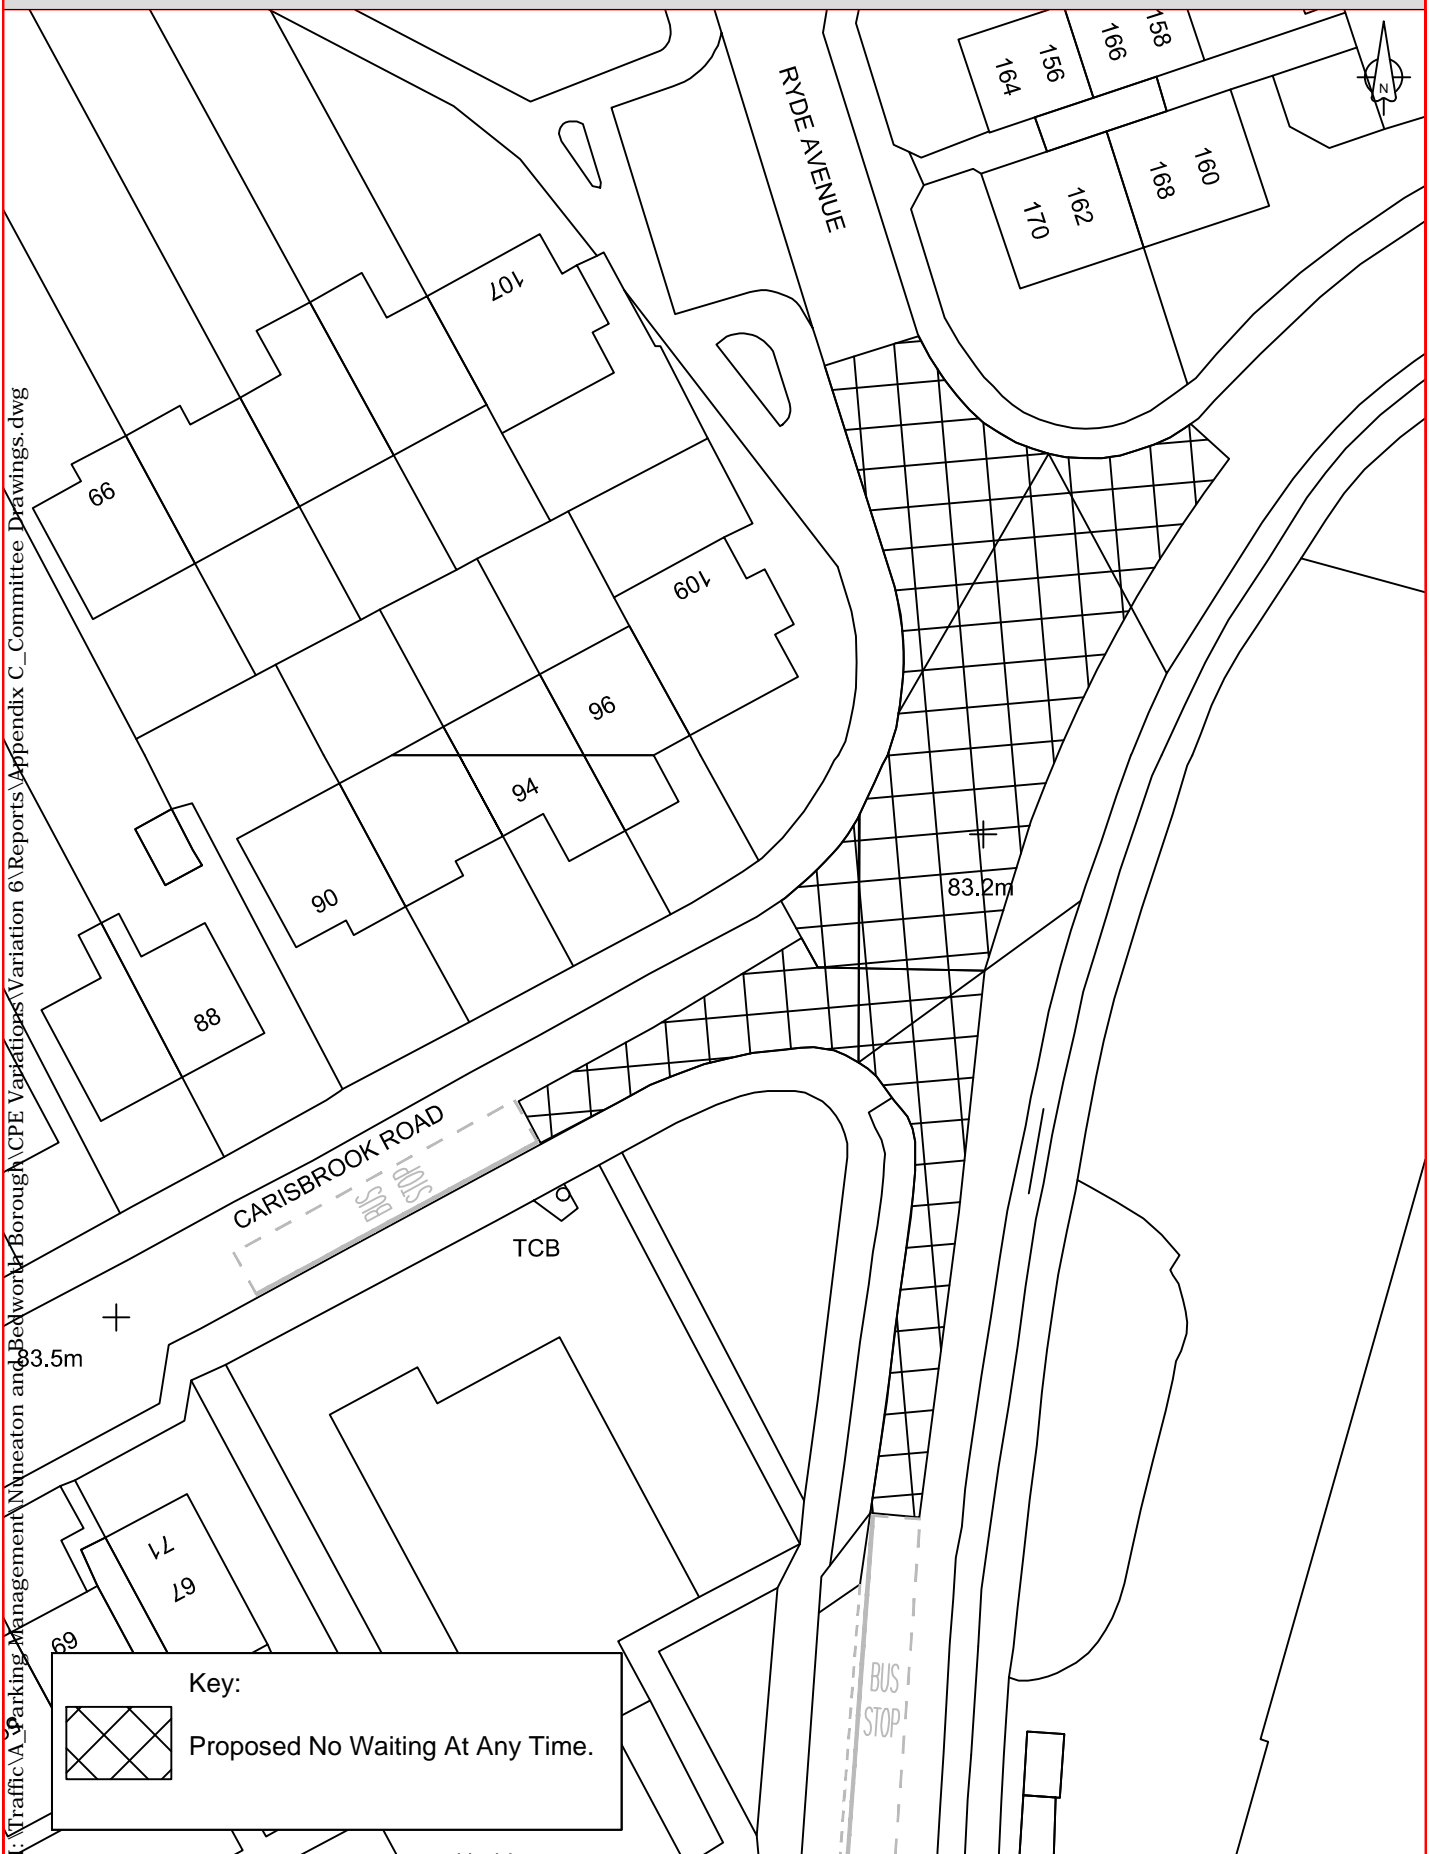 RYDE AVENUE
164
156
166
158
N
170
162
168
160
107
99
109
96
94
90
88
83.2m
CARISBROOK ROAD
BUS
STOP
TCB
83.5m
71
67
69
BUS
STOP
Key:
Proposed No Waiting At Any Time.
Traffic\A_Parking Management\Nuneaton and Bedworth Borough\CPE Variations\Variation 6\Reports\Appendix C_Committee Drawings.dwg